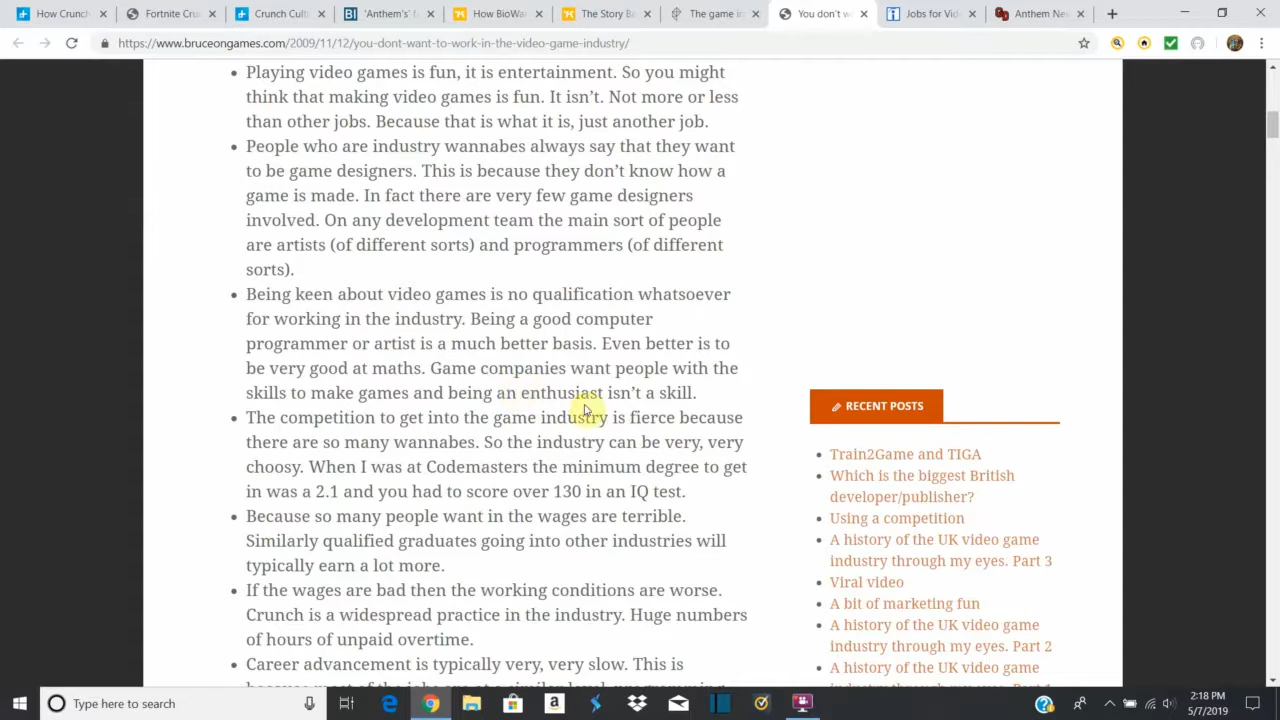 How Crunch
Fortnite Crun
Crunch Cultu
'Anthem's' f
How BioWa
The Story Be
The game in
You don't wo
Jobs for Vide
Anthem New
https://www.bruceongames.com/2009/11/12/you-dont-want-to-work-in-the-video-game-industry/
Playing video games is fun, it is entertainment. So you might
think that making video games is fun. It isn't. Not more or less
than other jobs. Because that is what it is, just another job.
People who are industry wannabes always say that they want
to be game designers. This is because they don't know how a
game is made. In fact there are very few game designers
involved. On any development team the main sort of people
are artists (of different sorts) and programmers (of different
sorts).
Being keen about video games is no qualification whatsoever
for working in the industry. Being a good computer
programmer or artist is a much better basis. Even better is to
be very good at maths. Game companies want people with the
skills to make games and being an enthusiast isn't a skill.
The competition to get into the game industry is fierce because
there are so many wannabes. So the industry can be very, very
choosy. When I was at Codemasters the minimum degree to get
in was a 2.1 and you had to score over 130 in an IQ test.
Because so many people want in the wages are terrible.
Similarly qualified graduates going into other industries will
typically earn a lot more.
If the wages are bad then the working conditions are worse.
Crunch is a widespread practice in the industry. Huge numbers
of hours of unpaid overtime.
Career advancement is typically very, very slow. This is
RECENT POSTS
Train2Game and TIGA
Which is the biggest British
developer/publisher?
Using a competition
A history of the UK video game
industry through my eyes. Part 3
Viral video
A bit of marketing fun
A history of the UK video game
industry through my eyes. Part 2
A history of the UK video game
Type here to search
2:18 PM
5/7/2019